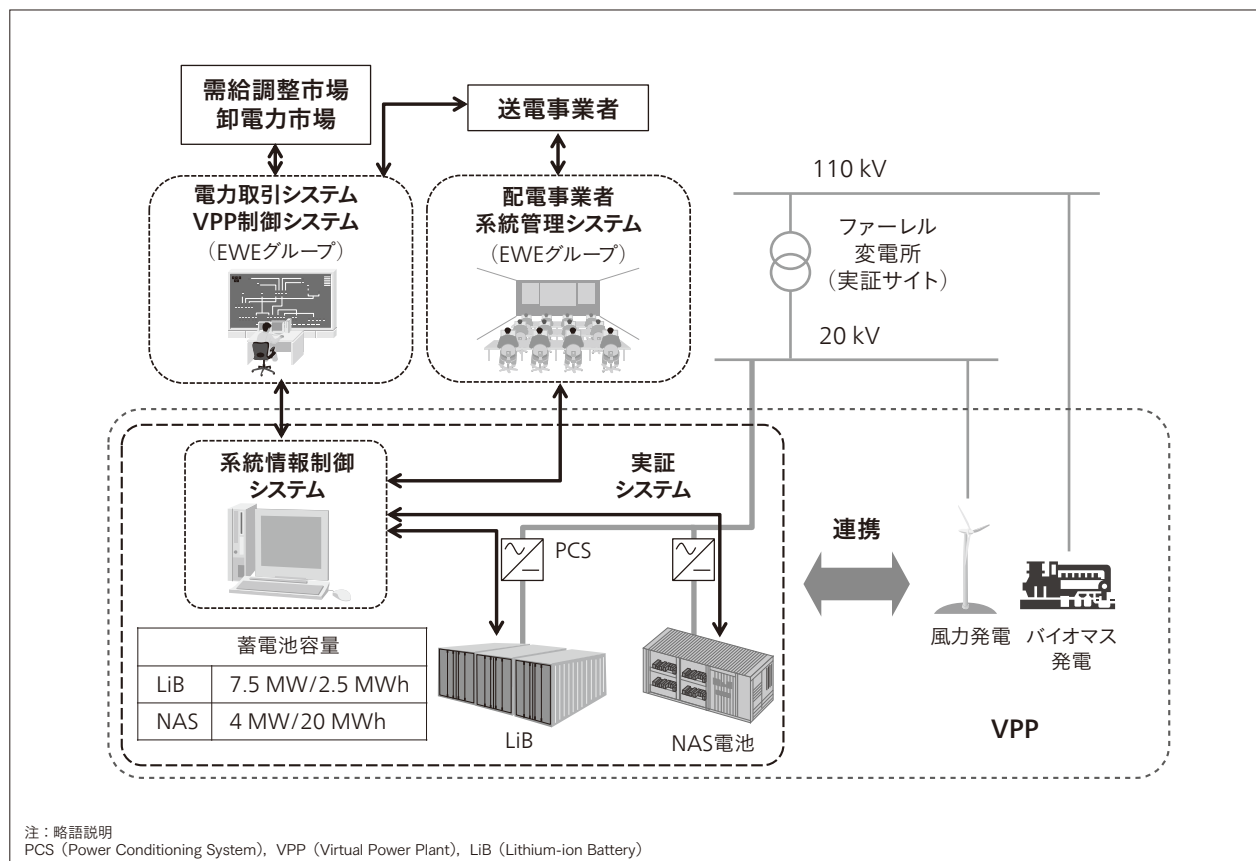 需給調整市場
卸電力市場
送電事業者
電力取引システム
VPP制御システム
（EWEグループ）
配電事業者
系統管理システム
（EWEグループ）
110 kV
ファーレル
変電所
（実証サイト）
20 kV
系統情報制御
システム
実証
システム
PCS
連携
風力発電
バイオマス
発電
蓄電池容量
LiB 7.5 MW/2.5 MWh
NAS 4 MW/20 MWh
LiB
NAS電池
VPP
注：略語説明
PCS（Power Conditioning System），VPP（Virtual Power Plant），LiB（Lithium-ion Battery）